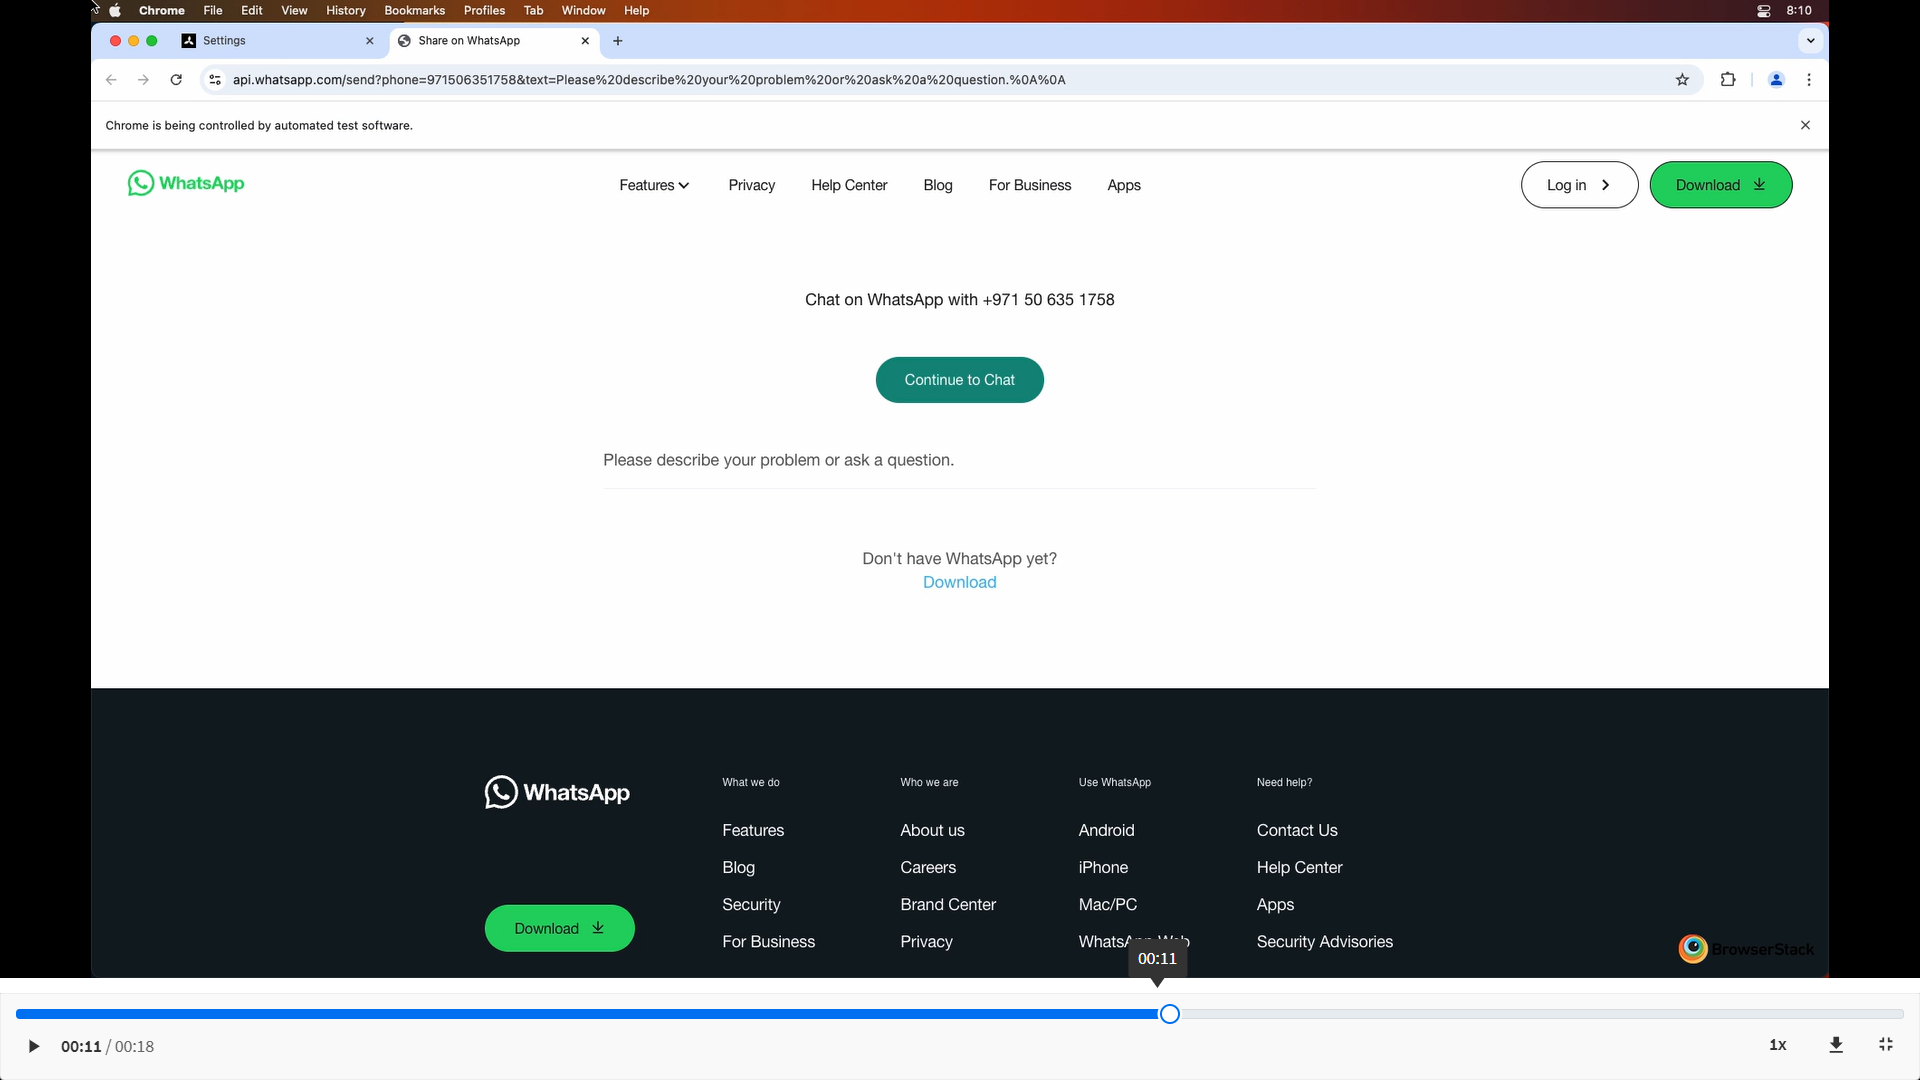 Chrome File Edit View History Bookmarks Profiles Tab Window Help 8:10
Settings Share on WhatsApp
api.whatsapp.com/send?phone=971506351758&text=Please%20describe%20your%20problem%20or%20ask%20a%20question.%0A%0A
Chrome is being controlled by automated test software.
WhatsApp Features Privacy Help Center Blog For Business Apps Log in Download
Chat on WhatsApp with +971 50 635 1758
Continue to Chat
Please describe your problem or ask a question.
Don't have WhatsApp yet?
Download
WhatsApp What we do Who we are Use WhatsApp Need help?
Features About us Android Contact Us
Blog Careers iPhone Help Center
Security Brand Center Mac/PC Apps
Download For Business Privacy WhatsApp Web Security Advisories
BrowserStack
00:11
00:11 / 00:18 1x